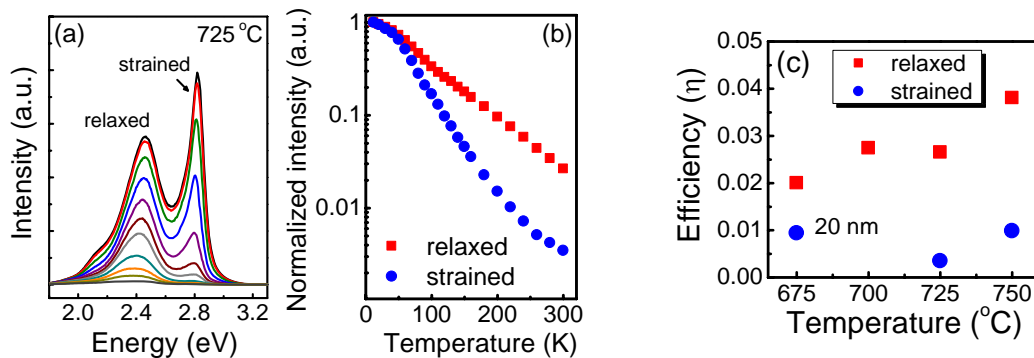 (a)
725 °C
strained
relaxed
Intensity (a.u.)
2.0 2.4 2.8 3.2
Energy (eV)
(b)
Normalized intensity (a.u.)
1
0.1
0.01
relaxed
strained
0 100 200 300
Temperature (K)
(c)
relaxed
strained
Efficiency (η)
0.05
0.04
0.03
0.02
0.01
0.00
20 nm
675 700 725 750
Temperature (°C)